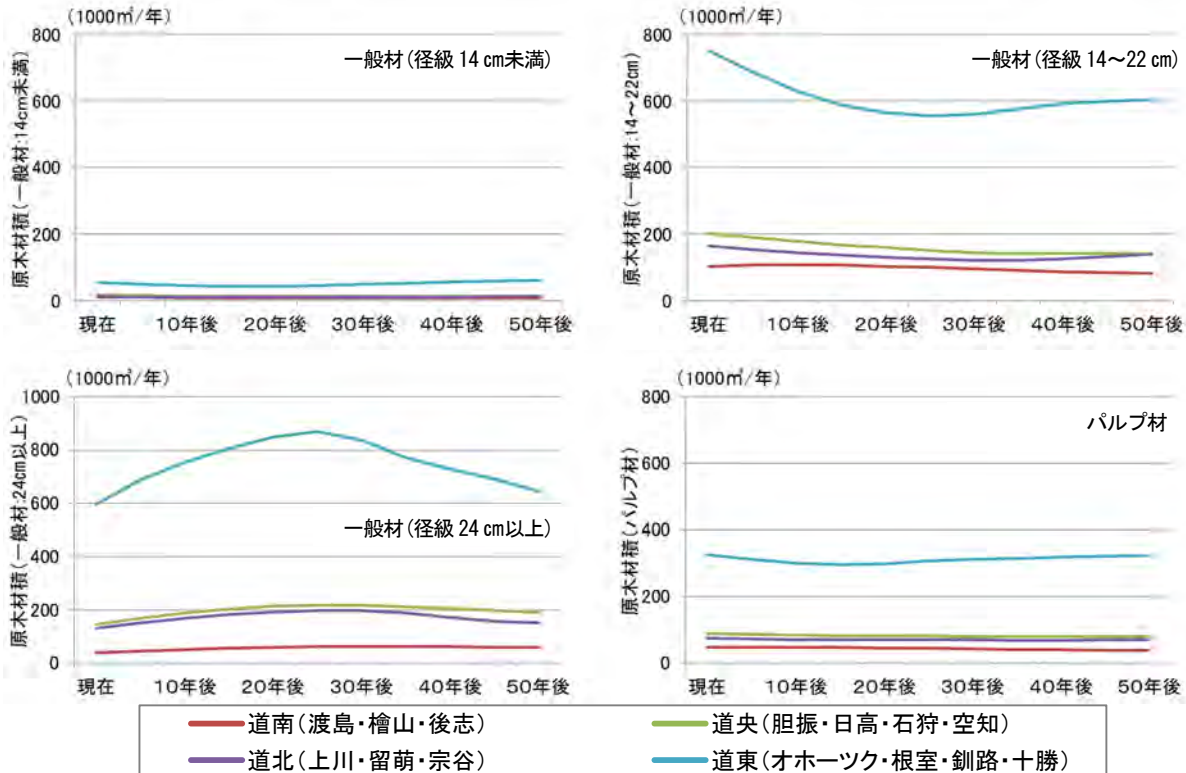 (1000㎥/年)
一般材(径級 14 cm未満)
原木材積(一般材:14cm未満)
800
600
400
200
0
現在 10年後 20年後 30年後 40年後 50年後
(1000㎥/年)
一般材(径級 14~22 cm)
原木材積(一般材:14~22cm)
800
600
400
200
0
現在 10年後 20年後 30年後 40年後 50年後
(1000㎥/年)
一般材(径級 24 cm以上)
原木材積(一般材:24cm以上)
1000
800
600
400
200
0
現在 10年後 20年後 30年後 40年後 50年後
(1000㎥/年)
パルプ材
原木材積(パルプ材)
800
600
400
200
0
現在 10年後 20年後 30年後 40年後 50年後
道南(渡島・檜山・後志) 道央(胆振・日高・石狩・空知)
道北(上川・留萌・宗谷) 道東(オホーツク・根室・釧路・十勝)